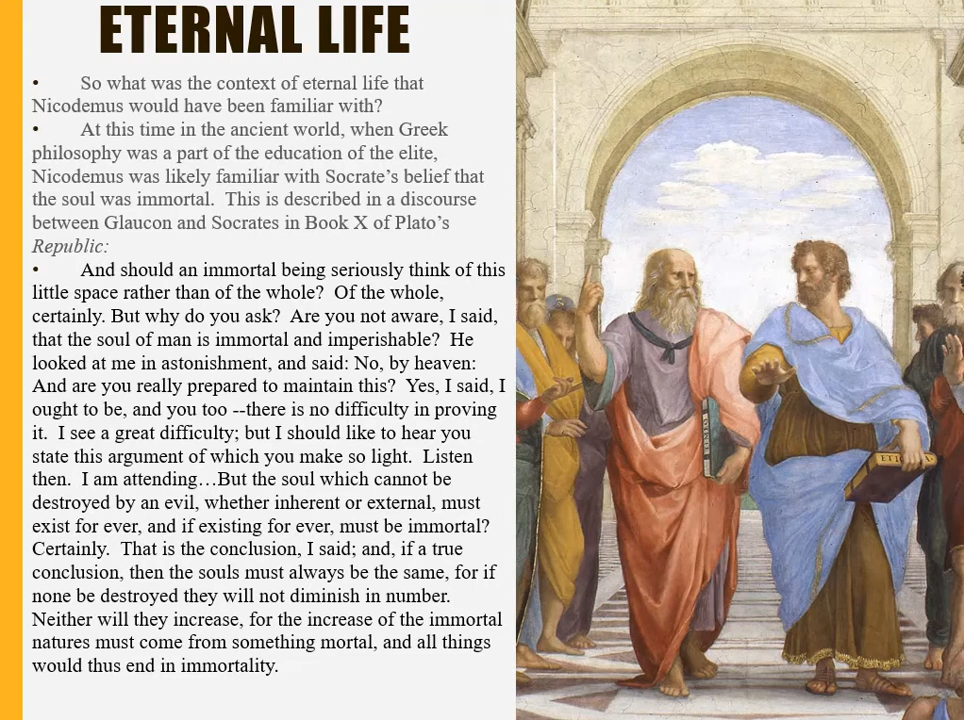 ETERNAL LIFE
• So what was the context of eternal life that
Nicodemus would have been familiar with?
• At this time in the ancient world, when Greek
philosophy was a part of the education of the elite,
Nicodemus was likely familiar with Socrate’s belief that
the soul was immortal. This is described in a discourse
between Glaucon and Socrates in Book X of Plato’s
Republic:
• And should an immortal being seriously think of this
little space rather than of the whole? Of the whole,
certainly. But why do you ask? Are you not aware, I said,
that the soul of man is immortal and imperishable? He
looked at me in astonishment, and said: No, by heaven:
And are you really prepared to maintain this? Yes, I said, I
ought to be, and you too --there is no difficulty in proving
it. I see a great difficulty; but I should like to hear you
state this argument of which you make so light. Listen
then. I am attending…But the soul which cannot be
destroyed by an evil, whether inherent or external, must
exist for ever, and if existing for ever, must be immortal?
Certainly. That is the conclusion, I said; and, if a true
conclusion, then the souls must always be the same, for if
none be destroyed they will not diminish in number.
Neither will they increase, for the increase of the immortal
natures must come from something mortal, and all things
would thus end in immortality.